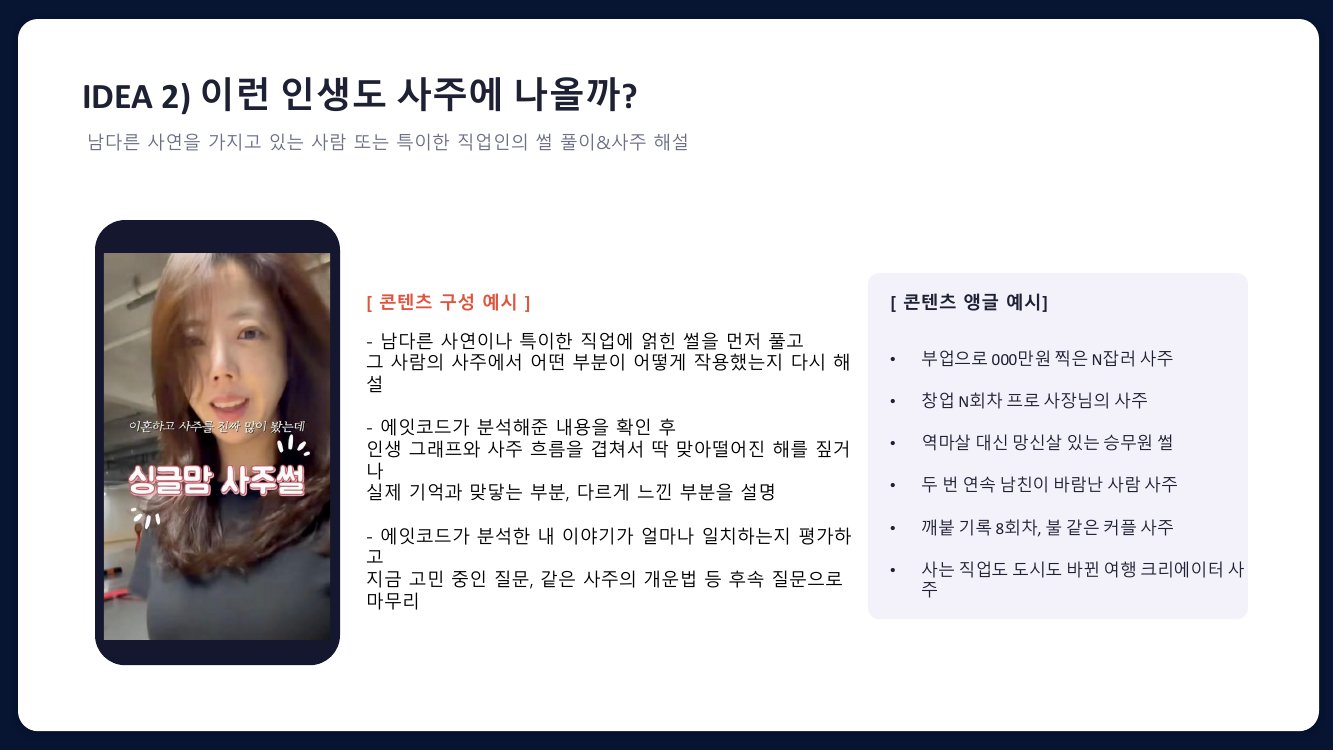 IDEA 2) 이런 인생도 사주에 나올까?
남다른 사연을 가지고 있는 사람 또는 특이한 직업인의 썰 풀이&사주 해설
이혼하고 사주를 진짜 많이 봤는데
싱글맘 사주썰
[ 콘텐츠 구성 예시 ]
- 남다른 사연이나 특이한 직업에 얽힌 썰을 먼저 풀고
그 사람의 사주에서 어떤 부분이 어떻게 작용했는지 다시 해
설
- 에잇코드가 분석해준 내용을 확인 후
인생 그래프와 사주 흐름을 겹쳐서 딱 맞아떨어진 해를 짚거
나
실제 기억과 맞닿는 부분, 다르게 느낀 부분을 설명
- 에잇코드가 분석한 내 이야기가 얼마나 일치하는지 평가하
고
지금 고민 중인 질문, 같은 사주의 개운법 등 후속 질문으로
마무리
[ 콘텐츠 앵글 예시]
• 부업으로 000만원 찍은 N잡러 사주
• 창업 N회차 프로 사장님의 사주
• 역마살 대신 망신살 있는 승무원 썰
• 두 번 연속 남친이 바람난 사람 사주
• 깨붙 기록 8회차, 불 같은 커플 사주
• 사는 직업도 도시도 바뀐 여행 크리에이터 사
주